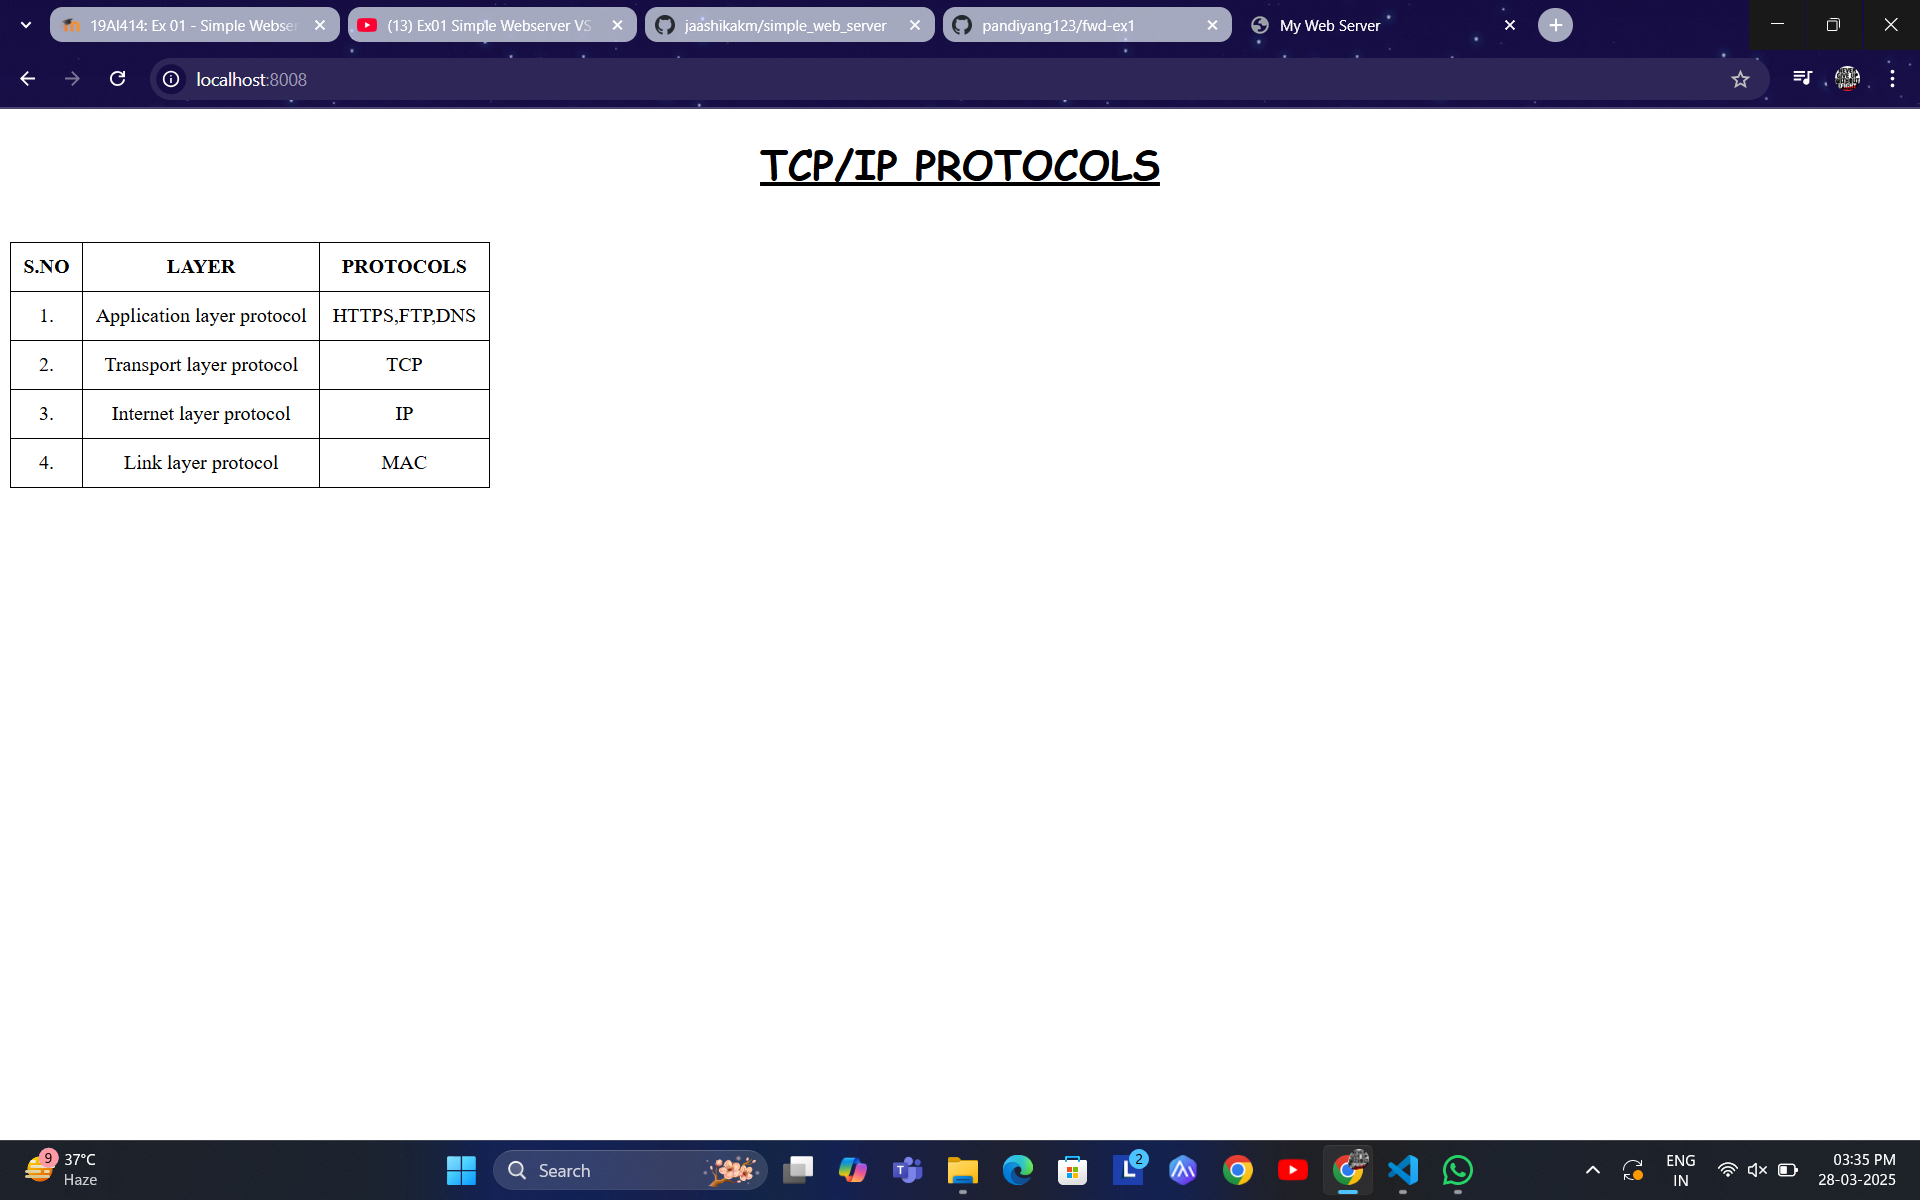 19AI414: Ex 01 - Simple Webser
(13) Ex01 Simple Webserver VS
jaashikakm/simple_web_server
pandiyang123/fwd-ex1
My Web Server
localhost:8008
TCP/IP PROTOCOLS
S.NO LAYER PROTOCOLS
1. Application layer protocol HTTPS,FTP,DNS
2. Transport layer protocol TCP
3. Internet layer protocol IP
4. Link layer protocol MAC
9
37°C
Haze
Search
2
ENG
IN
03:35 PM
28-03-2025